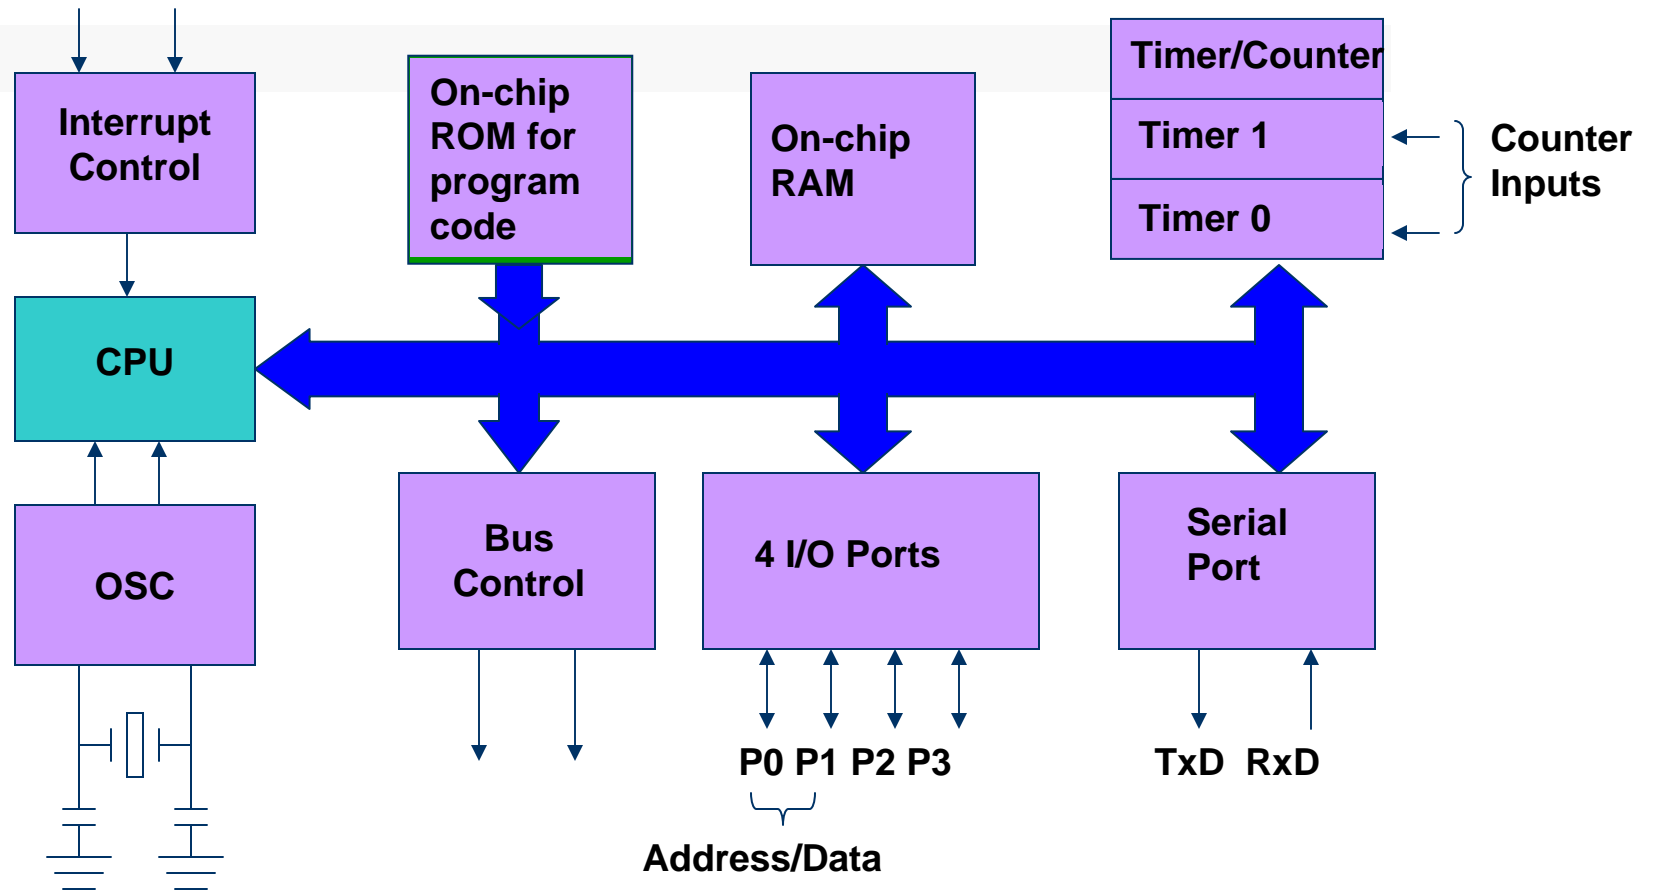 Interrupt
Control
On-chip
ROM for
program
code
On-chip
RAM
Timer/Counter
Timer 1
Timer 0
Counter
Inputs
CPU
OSC
Bus
Control
4 I/O Ports
Serial
Port
P0 P1 P2 P3
TxD RxD
Address/Data